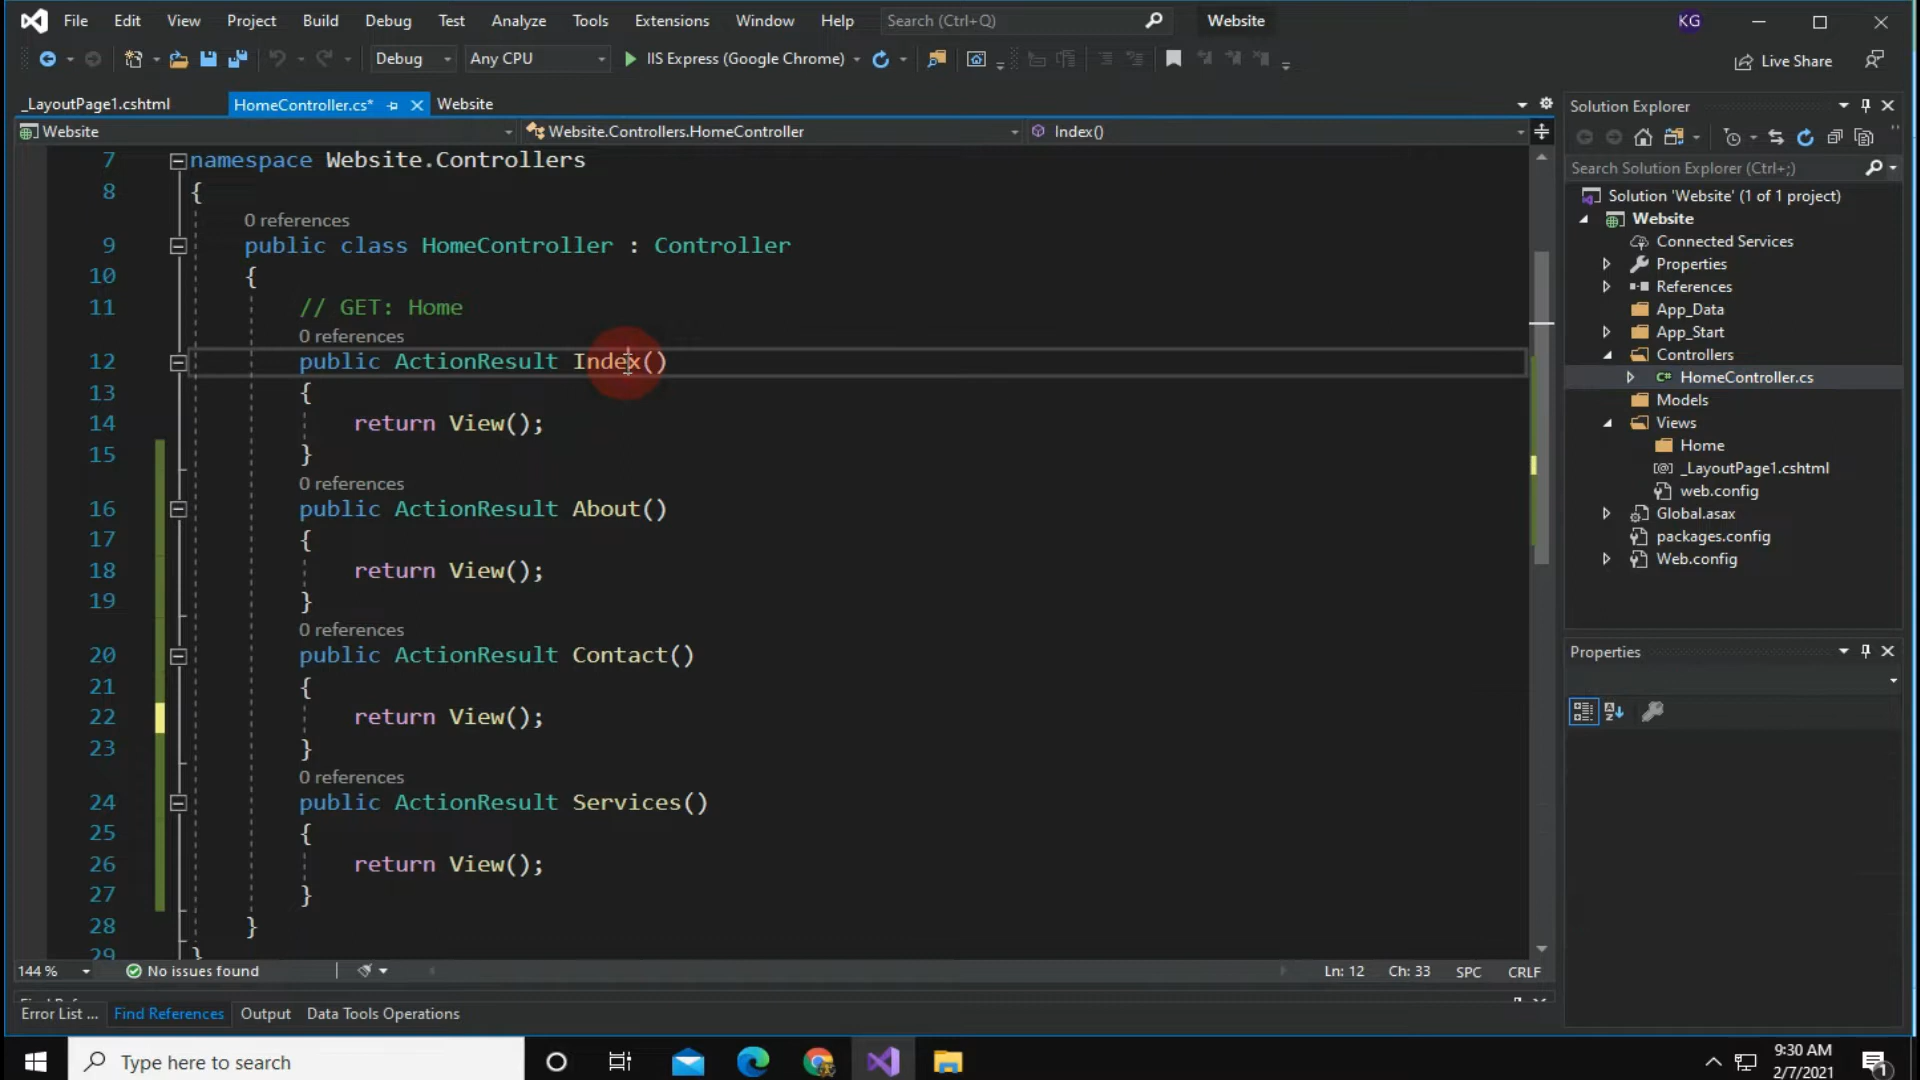 File Edit View Project Build Debug Test Analyze Tools Extensions Window Help Search (Ctrl+Q) Website KG
Debug Any CPU IIS Express (Google Chrome) Live Share
_LayoutPage1.cshtml HomeController.cs* Website
Website Website.Controllers.HomeController Index()
7 namespace Website.Controllers
8 {
0 references
9 public class HomeController : Controller
10 {
11 // GET: Home
0 references
12 public ActionResult Index()
13 {
14 return View();
15 }
0 references
16 public ActionResult About()
17 {
18 return View();
19 }
0 references
20 public ActionResult Contact()
21 {
22 return View();
23 }
0 references
24 public ActionResult Services()
25 {
26 return View();
27 }
28 }
29 }
144 % No issues found Ln: 12 Ch: 33 SPC CRLF
Error List ... Find References Output Data Tools Operations
Solution Explorer
Search Solution Explorer (Ctrl+;)
Solution 'Website' (1 of 1 project)
Website
Connected Services
Properties
References
App_Data
App_Start
Controllers
C# HomeController.cs
Models
Views
Home
[@] _LayoutPage1.cshtml
web.config
Global.asax
packages.config
Web.config
Properties
Type here to search
9:30 AM
2/7/2021
1